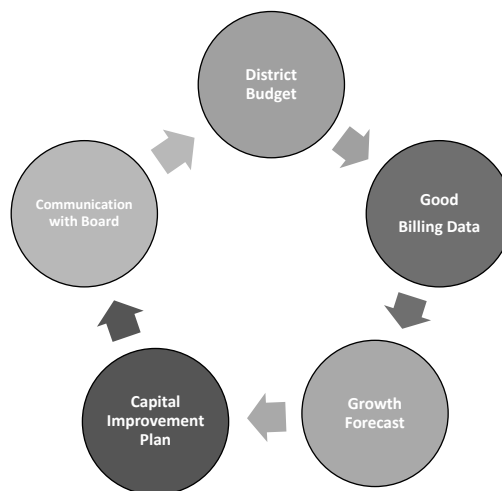 District
Budget
Good
Billing Data
Growth
Forecast
Capital
Improvement
Plan
Communication
with Board